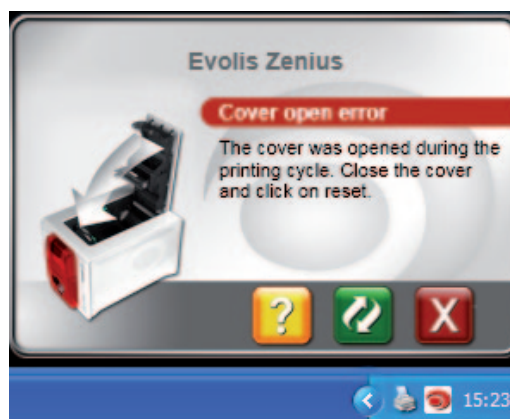 Evolis Zenius
Cover open error
The cover was opened during the
printing cycle. Close the cover
and click on reset.
?
X
15:23